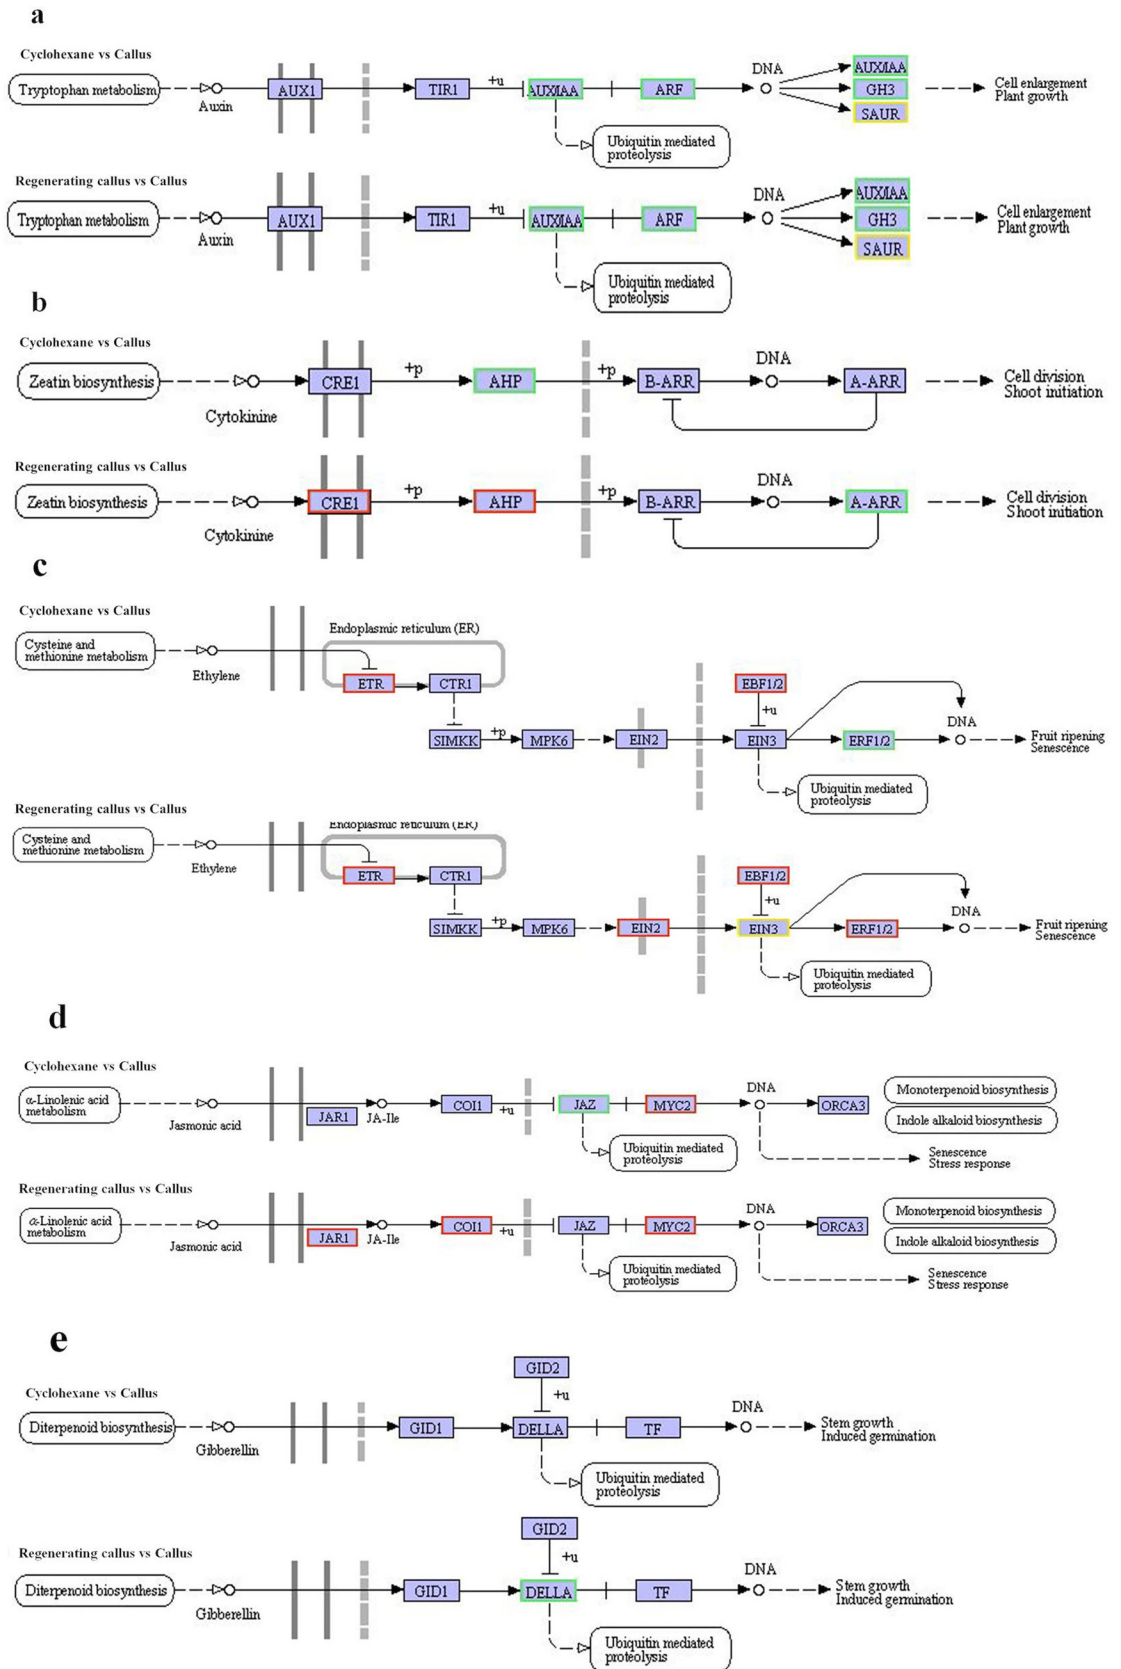 a
Cyclohexane vs Callus
Tryptophan metabolism
Auxin
AUX1
TIR1
+u
AUX/IAA
ARF
DNA
AUX/IAA
GH3
SAUR
Cell enlargement
Plant growth
Ubiquitin mediated
proteolysis
Regenerating callus vs Callus
Tryptophan metabolism
Auxin
AUX1
TIR1
+u
AUX/IAA
ARF
DNA
AUX/IAA
GH3
SAUR
Cell enlargement
Plant growth
Ubiquitin mediated
proteolysis
b
Cyclohexane vs Callus
Zeatin biosynthesis
Cytokinine
CRE1
+p
AHP
+p
B-ARR
DNA
A-ARR
Cell division
Shoot initiation
Regenerating callus vs Callus
Zeatin biosynthesis
Cytokinine
CRE1
+p
AHP
+p
B-ARR
DNA
A-ARR
Cell division
Shoot initiation
c
Cyclohexane vs Callus
Cysteine and
methionine metabolism
Ethylene
Endoplasmic reticulum (ER)
ETR
CTR1
SIMKK
+p
MPK6
EIN2
EBF1/2
+u
EIN3
ERF1/2
DNA
Fruit ripening
Senescence
Ubiquitin mediated
proteolysis
Regenerating callus vs Callus
Cysteine and
methionine metabolism
Ethylene
Endoplasmic reticulum (ER)
ETR
CTR1
SIMKK
+p
MPK6
EIN2
EBF1/2
+u
EIN3
ERF1/2
DNA
Fruit ripening
Senescence
Ubiquitin mediated
proteolysis
d
Cyclohexane vs Callus
α-Linolenic acid
metabolism
Jasmonic acid
JAR1
JA-Ile
COI1
+u
JAZ
MYC2
DNA
ORCA3
Monoterpenoid biosynthesis
Indole alkaloid biosynthesis
Ubiquitin mediated
proteolysis
Senescence
Stress response
Regenerating callus vs Callus
α-Linolenic acid
metabolism
Jasmonic acid
JAR1
JA-Ile
COI1
+u
JAZ
MYC2
DNA
ORCA3
Monoterpenoid biosynthesis
Indole alkaloid biosynthesis
Ubiquitin mediated
proteolysis
Senescence
Stress response
e
Cyclohexane vs Callus
Diterpenoid biosynthesis
Gibberellin
GID1
GID2
+u
DELLA
TF
DNA
Stem growth
Induced germination
Ubiquitin mediated
proteolysis
Regenerating callus vs Callus
Diterpenoid biosynthesis
Gibberellin
GID1
GID2
+u
DELLA
TF
DNA
Stem growth
Induced germination
Ubiquitin mediated
proteolysis